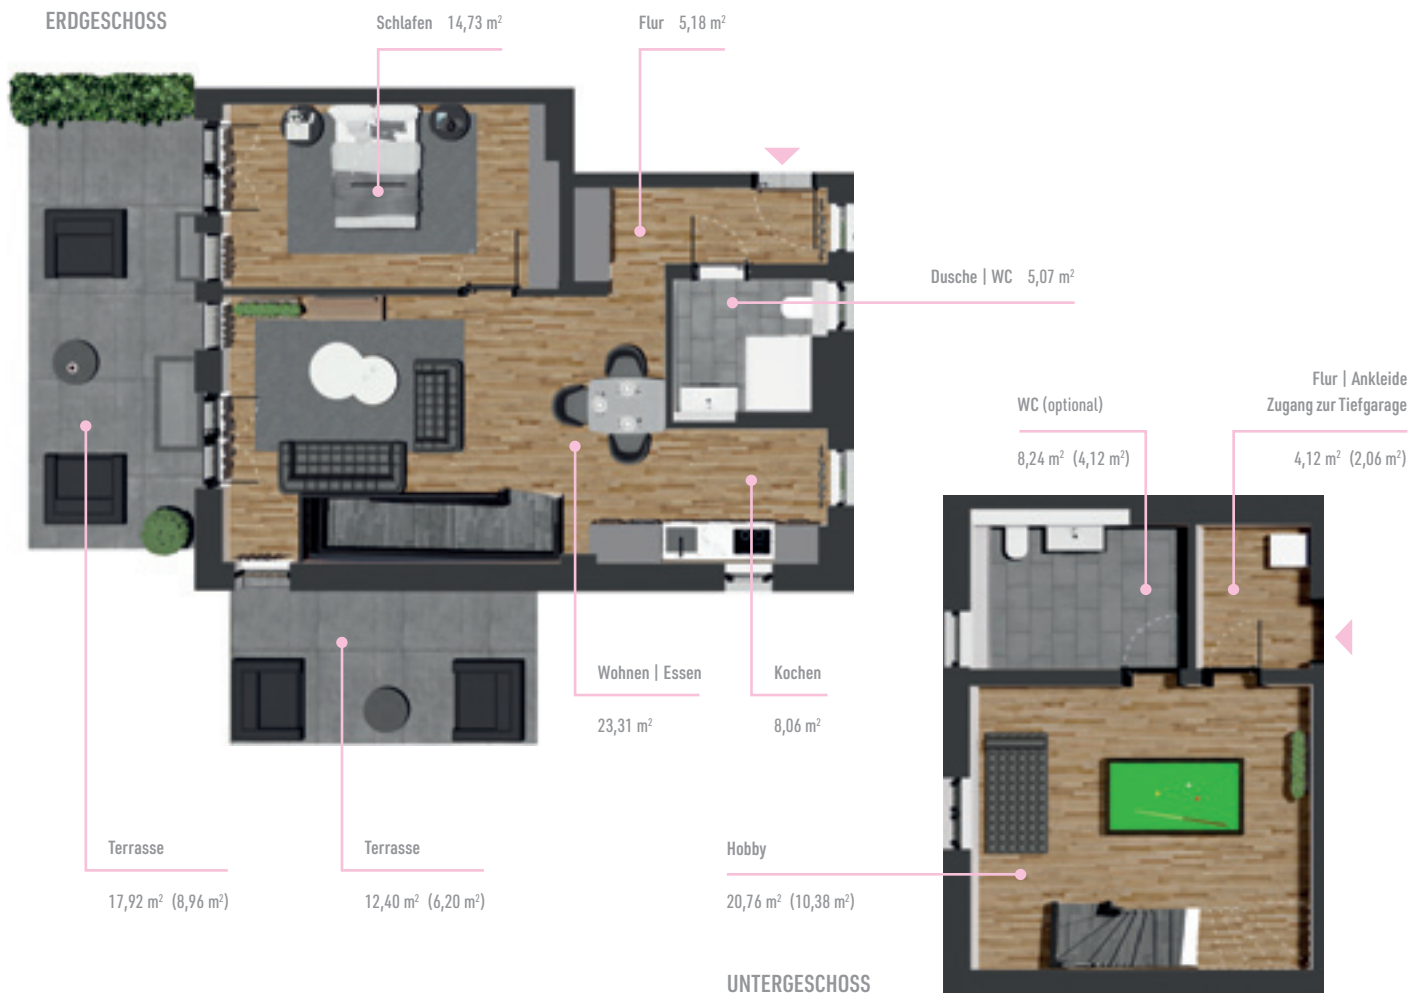 ERDGESCHOSS
Schlafen 14,73 m²
Flur 5,18 m²
Dusche | WC 5,07 m²
Flur | Ankleide
Zugang zur Tiefgarage
4,12 m² (2,06 m²)
WC (optional)
8,24 m² (4,12 m²)
Wohnen | Essen
23,31 m²
Kochen
8,06 m²
Terrasse
17,92 m² (8,96 m²)
Terrasse
12,40 m² (6,20 m²)
Hobby
20,76 m² (10,38 m²)
UNTERGESCHOSS